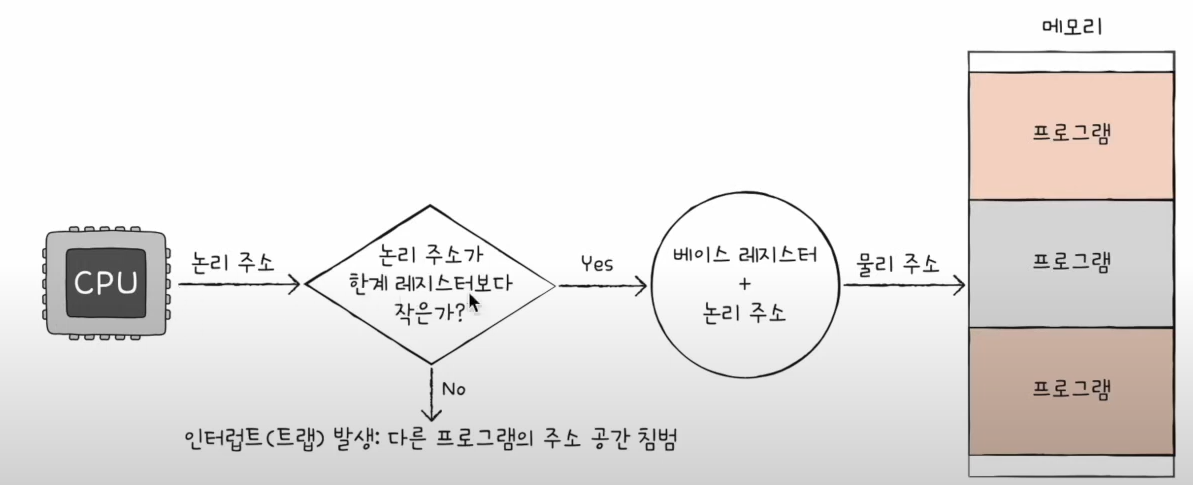 메모리
프로그램
프로그램
프로그램
CPU
논리 주소
논리 주소가
한계 레지스터보다
작은가?
Yes
베이스 레지스터
+
논리 주소
물리 주소
No
인터럽트(트랩) 발생: 다른 프로그램의 주소 공간 침범